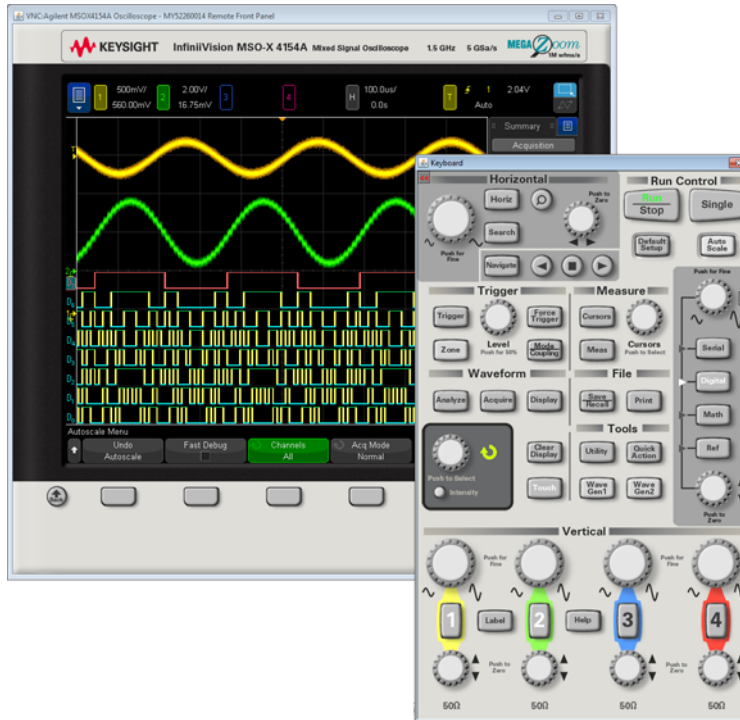 VNC:Agilent MSOX4154A Oscilloscope - MY52260014 Remote Front Panel
KEYSIGHT InfiniiVision MSO-X 4154A Mixed Signal Oscilloscope 1.5 GHz 5 GSa/s MEGA Zoom
1M wfms/s
1 500mV/ 2 2.00V/ 3 4 H 100.0us/ T 1 2.04V
560.00mV 16.75mV 0.0s Auto
Summary
Acquisition
Autoscale Menu
Undo Autoscale
Fast Debug
Channels All
Acq Mode Normal
Keyboard
Horizontal
Run Control
Horiz
Push to Zero
Run Stop
Single
Search
Push for Fine
Default Setup
Auto Scale
Navigate
Push for Fine
Trigger
Measure
Trigger
Force Trigger
Cursors
Level
Push for 50%
Cursors
Push to Select
Serial
Zone
Mode Coupling
Meas
Waveform
File
Digital
Analyze
Acquire
Display
Save Recall
Print
Math
Tools
Clear Display
Utility
Quick Action
Ref
Push to Select
Intensity
Touch
Wave Gen1
Wave Gen2
Push to Zero
Vertical
Push for Fine
Push for Fine
1 Label 2 Help 3 4
Push to Zero
Push to Zero
50Ω 50Ω 50Ω 50Ω